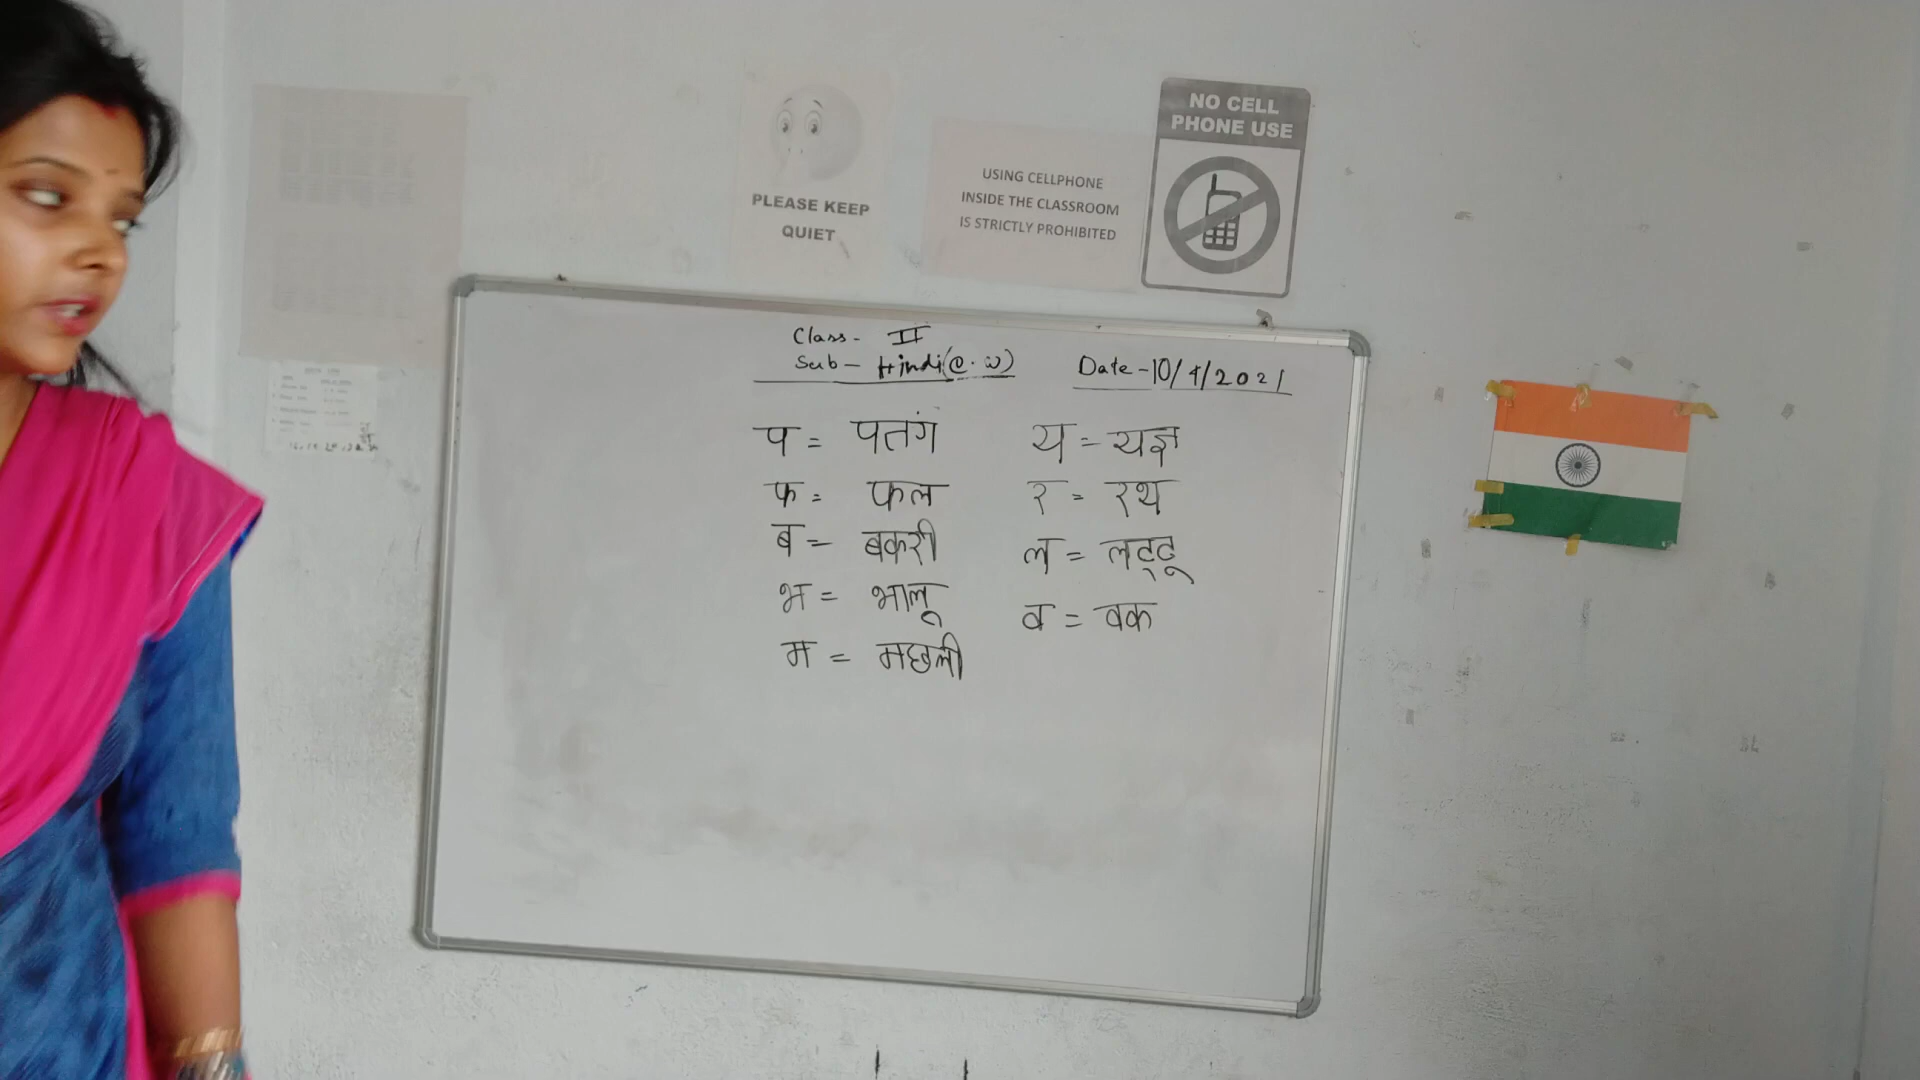 PLEASE KEEP
QUIET
USING CELLPHONE
INSIDE THE CLASSROOM
IS STRICTLY PROHIBITED
NO CELL
PHONE USE
Class- II
Sub- Hindi(C.W) Date-10/4/2021
प = पतंग
फ = फल
ब = बकरी
भ = भालू
म = मछली
य = यज्ञ
र = रथ
ल = लट्टू
व = वक